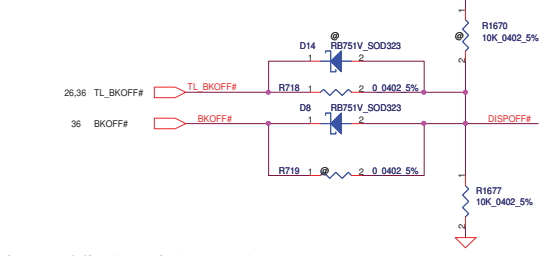 1
R1670
@
10K_0402_5%
2
@
D14 RB751V_SOD323
1 2
26,36 TL_BKOFF# TL_BKOFF# R718 1 2 0_0402_5%
D8 RB751V_SOD323
36 BKOFF# BKOFF# 1 2 DISPOFF#
R719 1 @ 2 0_0402_5%
1
R1677
10K_0402_5%
2